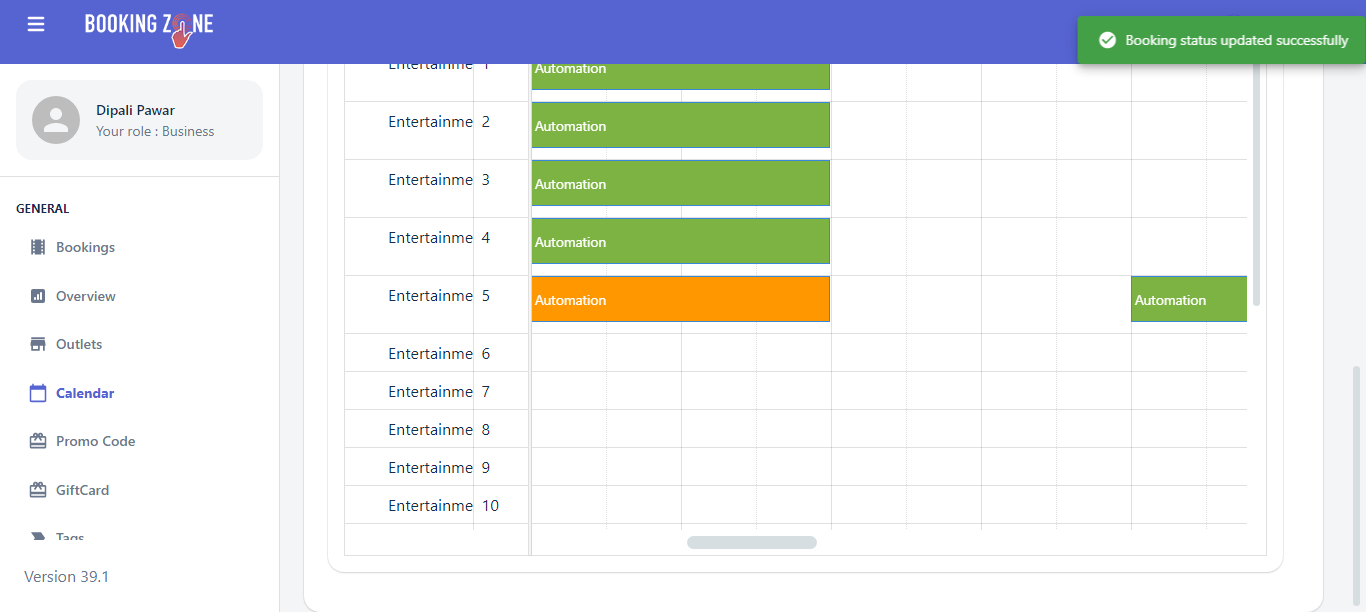 BOOKING Z NE
Booking status updated successfully
Dipali Pawar
Your role : Business
GENERAL
Bookings
Overview
Outlets
Calendar
Promo Code
GiftCard
Tags
Version 39.1
Entertainme 1 Automation
Entertainme 2 Automation
Entertainme 3 Automation
Entertainme 4 Automation
Entertainme 5 Automation Automation
Entertainme 6
Entertainme 7
Entertainme 8
Entertainme 9
Entertainme 10